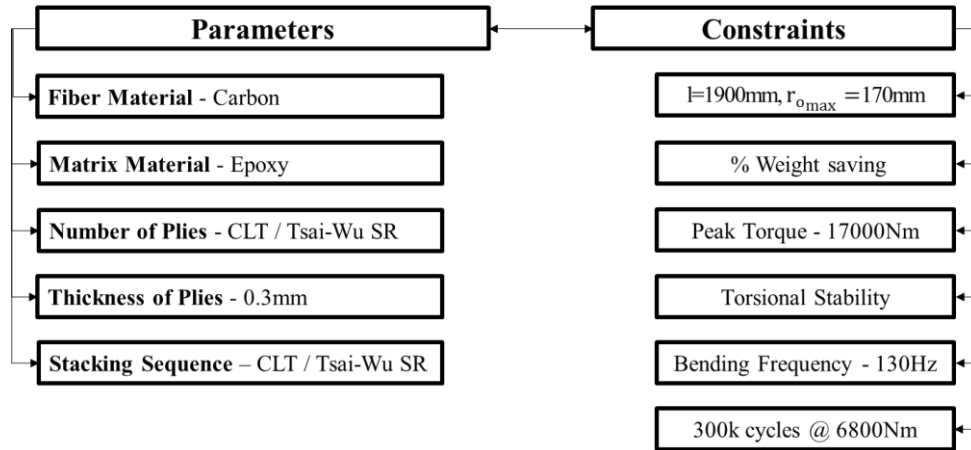 Parameters
Constraints
Fiber Material - Carbon
Matrix Material - Epoxy
Number of Plies - CLT / Tsai-Wu SR
Thickness of Plies - 0.3mm
Stacking Sequence – CLT / Tsai-Wu SR
l=1900mm, rₒₘₐₓ =170mm
% Weight saving
Peak Torque - 17000Nm
Torsional Stability
Bending Frequency - 130Hz
300k cycles @ 6800Nm